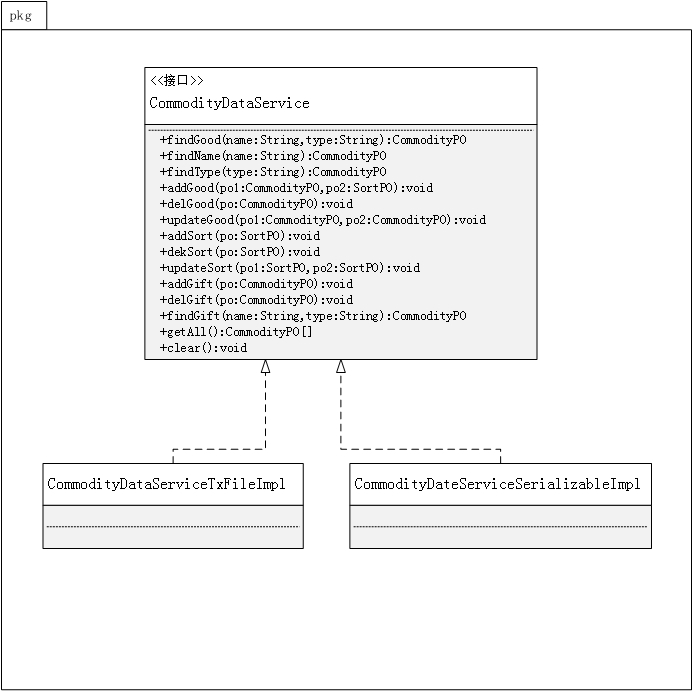 pkg
<<接口>>
CommodityDataService
+findGood(name:String,type:String):CommodityPO
+findName(name:String):CommodityPO
+findType(type:String):CommodityPO
+addGood(po1:CommodityPO,po2:SortPO):void
+delGood(po:CommodityPO):void
+updateGood(po1:CommodityPO,po2:CommodityPO):void
+addSort(po:SortPO):void
+dekSort(po:SortPO):void
+updateSort(po1:SortPO,po2:SortPO):void
+addGift(po:CommodityPO):void
+delGift(po:CommodityPO):void
+findGift(name:String,type:String):CommodityPO
+getAll():CommodityPO[]
+clear():void
CommodityDataServiceTxFileImpl
CommodityDateServiceSerializableImpl